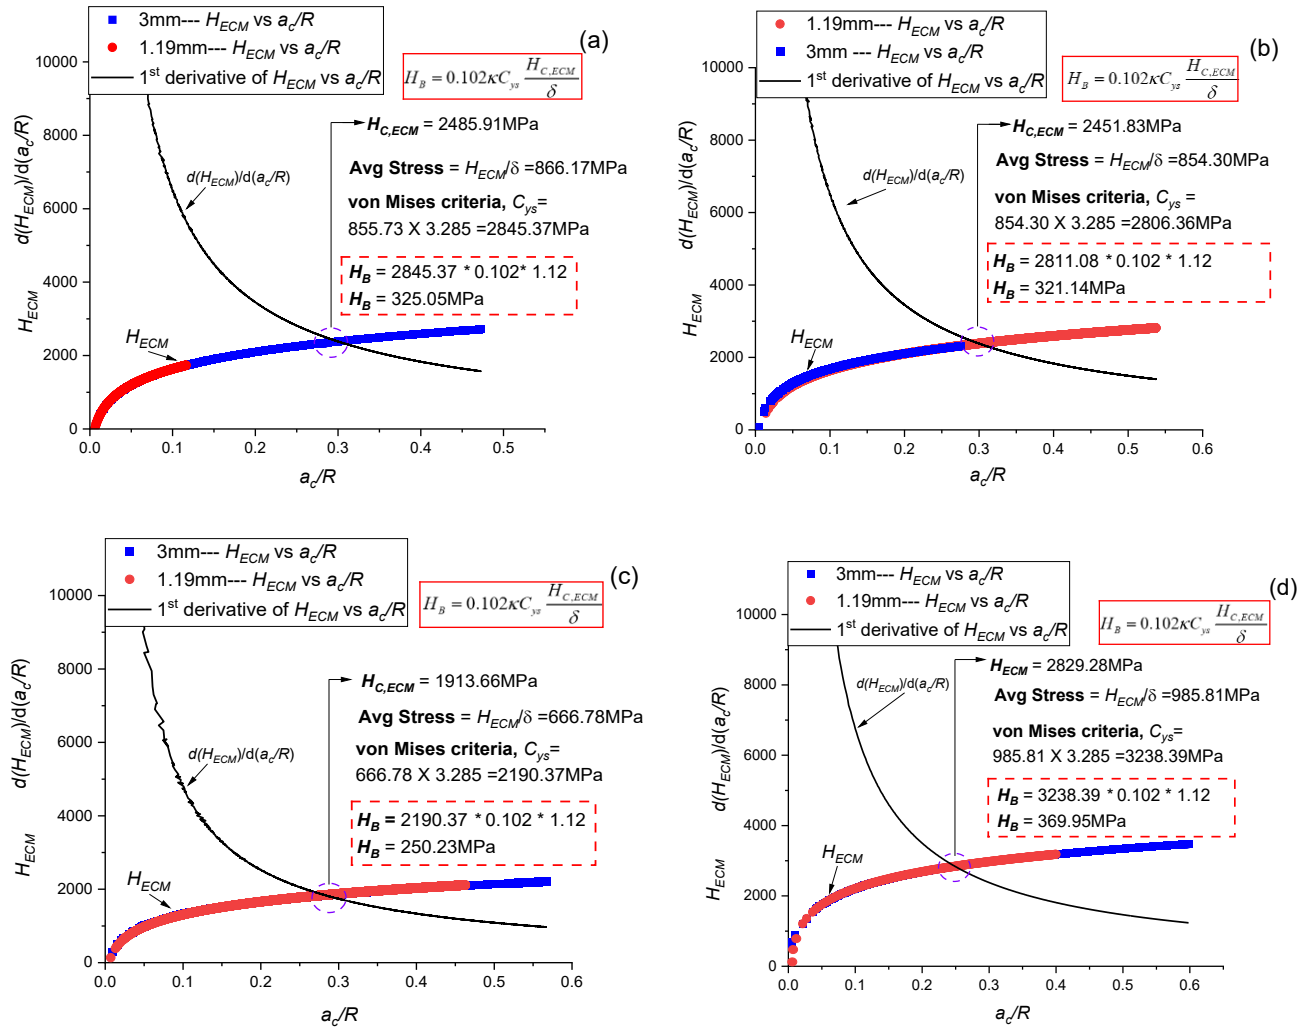 3mm--- H_ECM vs a_c/R
1.19mm--- H_ECM vs a_c/R
1st derivative of H_ECM vs a_c/R
(a)
H_B = 0.102κC_ys H_C,ECM / δ
H_C,ECM = 2485.91MPa
Avg Stress = H_ECM/δ =866.17MPa
von Mises criteria, C_ys=
855.73 X 3.285 =2845.37MPa
H_B = 2845.37 * 0.102* 1.12
H_B = 325.05MPa
d(H_ECM)/d(a_c/R)
H_ECM
H_ECM d(H_ECM)/d(a_c/R)
10000
8000
6000
4000
2000
0
0.0 0.1 0.2 0.3 0.4 0.5
a_c/R
1.19mm--- H_ECM vs a_c/R
3mm --- H_ECM vs a_c/R
1st derivative of H_ECM vs a_c/R
(b)
H_B = 0.102κC_ys H_C,ECM / δ
H_C,ECM = 2451.83MPa
Avg Stress = H_ECM/δ =854.30MPa
von Mises criteria, C_ys=
854.30 X 3.285 =2806.36MPa
H_B = 2811.08 * 0.102 * 1.12
H_B = 321.14MPa
d(H_ECM)/d(a_c/R)
H_ECM
H_ECM d(H_ECM)/d(a_c/R)
10000
8000
6000
4000
2000
0
0.0 0.1 0.2 0.3 0.4 0.5 0.6
a_c/R
3mm--- H_ECM vs a_c/R
1.19mm--- H_ECM vs a_c/R
1st derivative of H_ECM vs a_c/R
(c)
H_B = 0.102κC_ys H_C,ECM / δ
H_C,ECM = 1913.66MPa
Avg Stress = H_ECM/δ =666.78MPa
von Mises criteria, C_ys=
666.78 X 3.285 =2190.37MPa
H_B = 2190.37 * 0.102 * 1.12
H_B = 250.23MPa
d(H_ECM)/d(a_c/R)
H_ECM
H_ECM d(H_ECM)/d(a_c/R)
10000
8000
6000
4000
2000
0
0.0 0.1 0.2 0.3 0.4 0.5 0.6
a_c/R
3mm--- H_ECM vs a_c/R
1.19mm--- H_ECM vs a_c/R
1st derivative of H_ECM vs a_c/R
(d)
H_B = 0.102κC_ys H_C,ECM / δ
H_ECM = 2829.28MPa
Avg Stress = H_ECM/δ =985.81MPa
von Mises criteria, C_ys=
985.81 X 3.285 =3238.39MPa
H_B = 3238.39 * 0.102 * 1.12
H_B = 369.95MPa
d(H_ECM)/d(a_c/R)
H_ECM
H_ECM d(H_ECM)/d(a_c/R)
10000
8000
6000
4000
2000
0
0.0 0.1 0.2 0.3 0.4 0.5 0.6
a_c/R